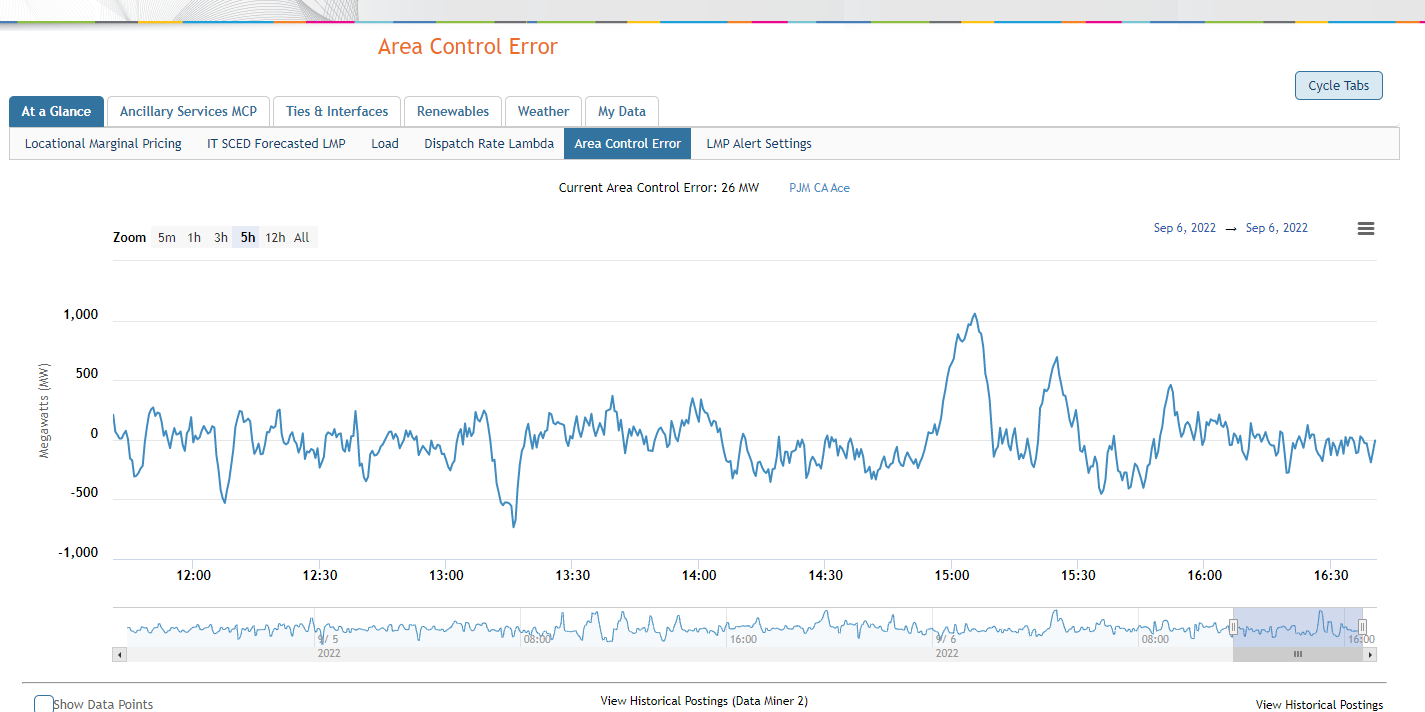 Area Control Error
Cycle Tabs
At a Glance Ancillary Services MCP Ties & Interfaces Renewables Weather My Data
Locational Marginal Pricing IT SCED Forecasted LMP Load Dispatch Rate Lambda Area Control Error LMP Alert Settings
Current Area Control Error: 26 MW PJM CA Ace
Zoom 5m 1h 3h 5h 12h All
Sep 6, 2022 → Sep 6, 2022
Megawatts (MW)
1,000
500
0
-500
-1,000
12:00 12:30 13:00 13:30 14:00 14:30 15:00 15:30 16:00 16:30
9/ 5 08:00 16:00 9/ 6 08:00 16:00
2022 2022
Show Data Points
View Historical Postings (Data Miner 2)
View Historical Postings